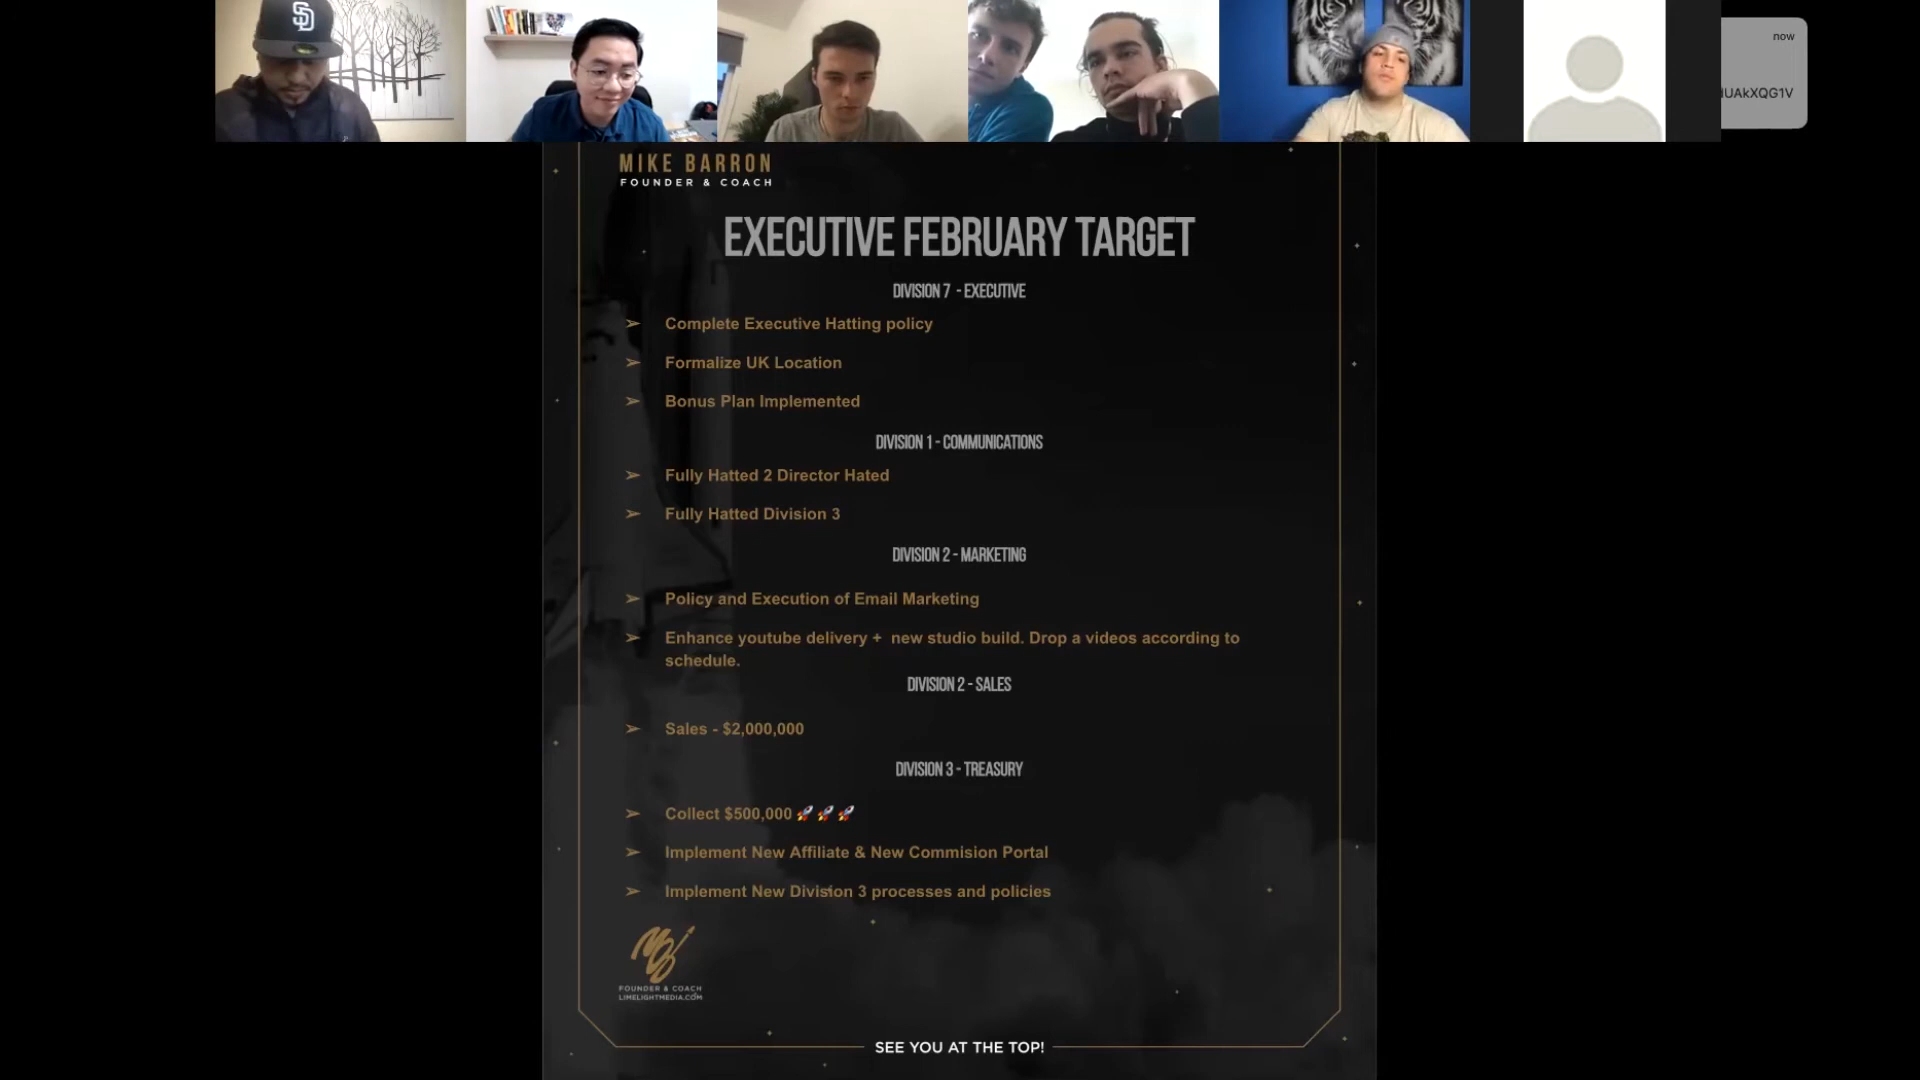 SD
now
IUAkXQG1V
MIKE BARRON
FOUNDER & COACH
EXECUTIVE FEBRUARY TARGET
DIVISION 7 - EXECUTIVE
➢ Complete Executive Hatting policy
➢ Formalize UK Location
➢ Bonus Plan Implemented
DIVISION 1 - COMMUNICATIONS
➢ Fully Hatted 2 Director Hated
➢ Fully Hatted Division 3
DIVISION 2 - MARKETING
➢ Policy and Execution of Email Marketing
➢ Enhance youtube delivery + new studio build. Drop a videos according to
schedule.
DIVISION 2 - SALES
➢ Sales - $2,000,000
DIVISION 3 - TREASURY
➢ Collect $500,000 🚀🚀🚀
➢ Implement New Affiliate & New Commision Portal
➢ Implement New Division 3 processes and policies
MB
FOUNDER & COACH
LIMELIGHTMEDIA.COM
SEE YOU AT THE TOP!